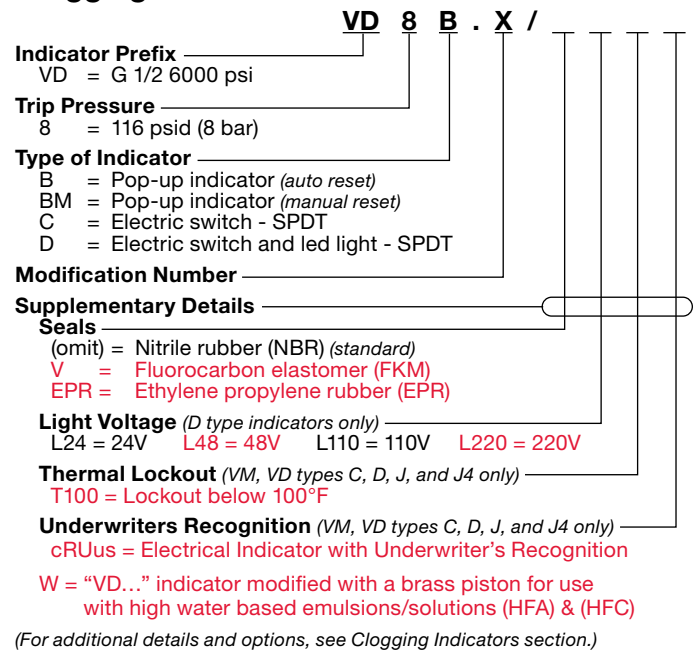 VD 8 B . X /
Indicator Prefix
VD = G 1/2 6000 psi
Trip Pressure
8 = 116 psid (8 bar)
Type of Indicator
B = Pop-up indicator (auto reset)
BM = Pop-up indicator (manual reset)
C = Electric switch - SPDT
D = Electric switch and led light - SPDT
Modification Number
Supplementary Details
Seals
(omit) = Nitrile rubber (NBR) (standard)
V = Fluorocarbon elastomer (FKM)
EPR = Ethylene propylene rubber (EPR)
Light Voltage (D type indicators only)
L24 = 24V L48 = 48V L110 = 110V L220 = 220V
Thermal Lockout (VM, VD types C, D, J, and J4 only)
T100 = Lockout below 100°F
Underwriters Recognition (VM, VD types C, D, J, and J4 only)
cRUus = Electrical Indicator with Underwriter’s Recognition
W = “VD…” indicator modified with a brass piston for use
with high water based emulsions/solutions (HFA) & (HFC)
(For additional details and options, see Clogging Indicators section.)